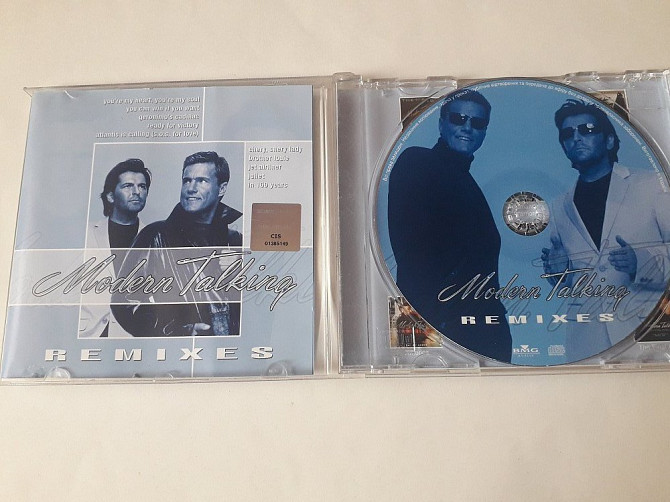 you're my heart, you're my soul
you can win if you want
geronimo's cadillac
ready for victory
atlantis is calling (s.o.s. for love)
cheri, cheri lady
brother louie
jet airliner
juliet
in 100 years
CIS
Modern Talking
REMIXES
Modern Talking
REMIXES
BMG